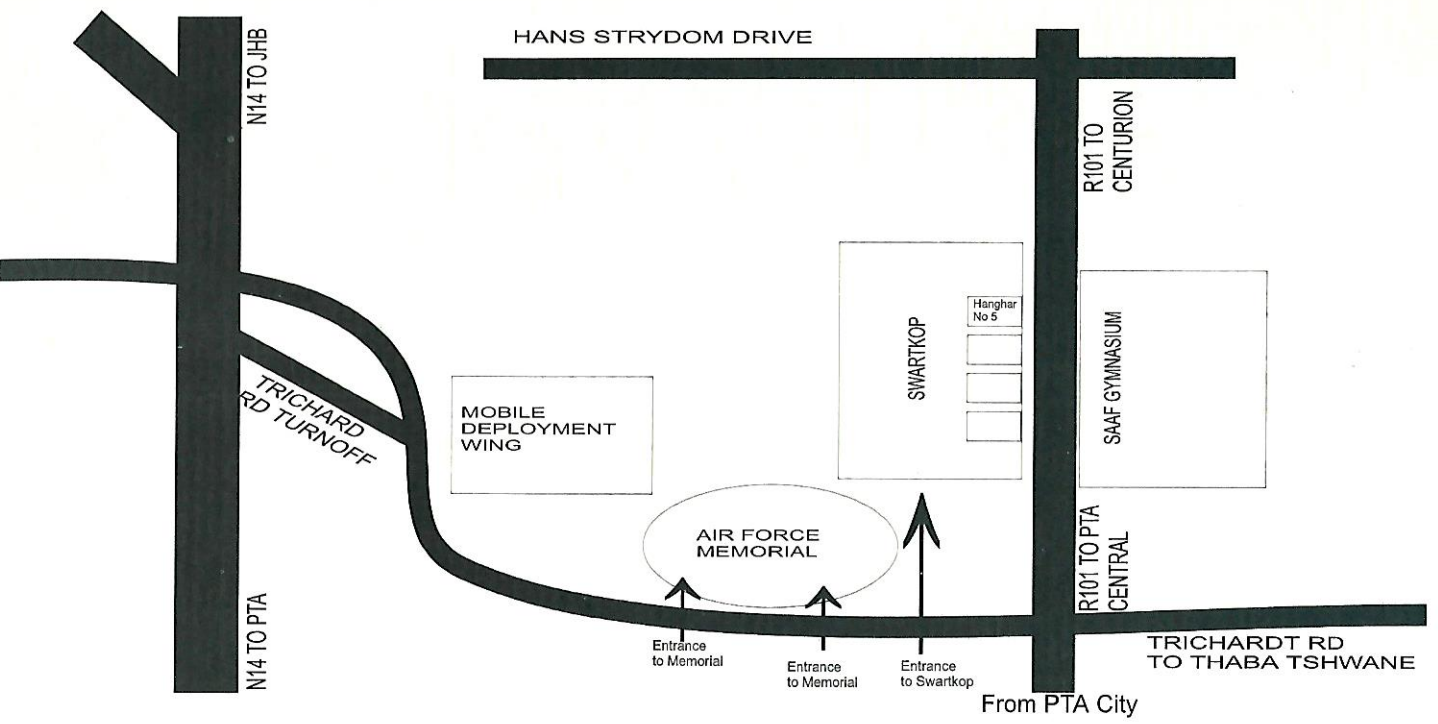 HANS STRYDOM DRIVE
N14 TO JHB
R101 TO
CENTURION
Hanghar
No 5
SWARTKOP
SAAF GYMNASIUM
TRICHARD
RD TURNOFF
MOBILE
DEPLOYMENT
WING
AIR FORCE
MEMORIAL
R101 TO PTA
CENTRAL
N14 TO PTA
Entrance
to Memorial
Entrance
to Memorial
Entrance
to Swartkop
TRICHARDT RD
TO THABA TSHWANE
From PTA City